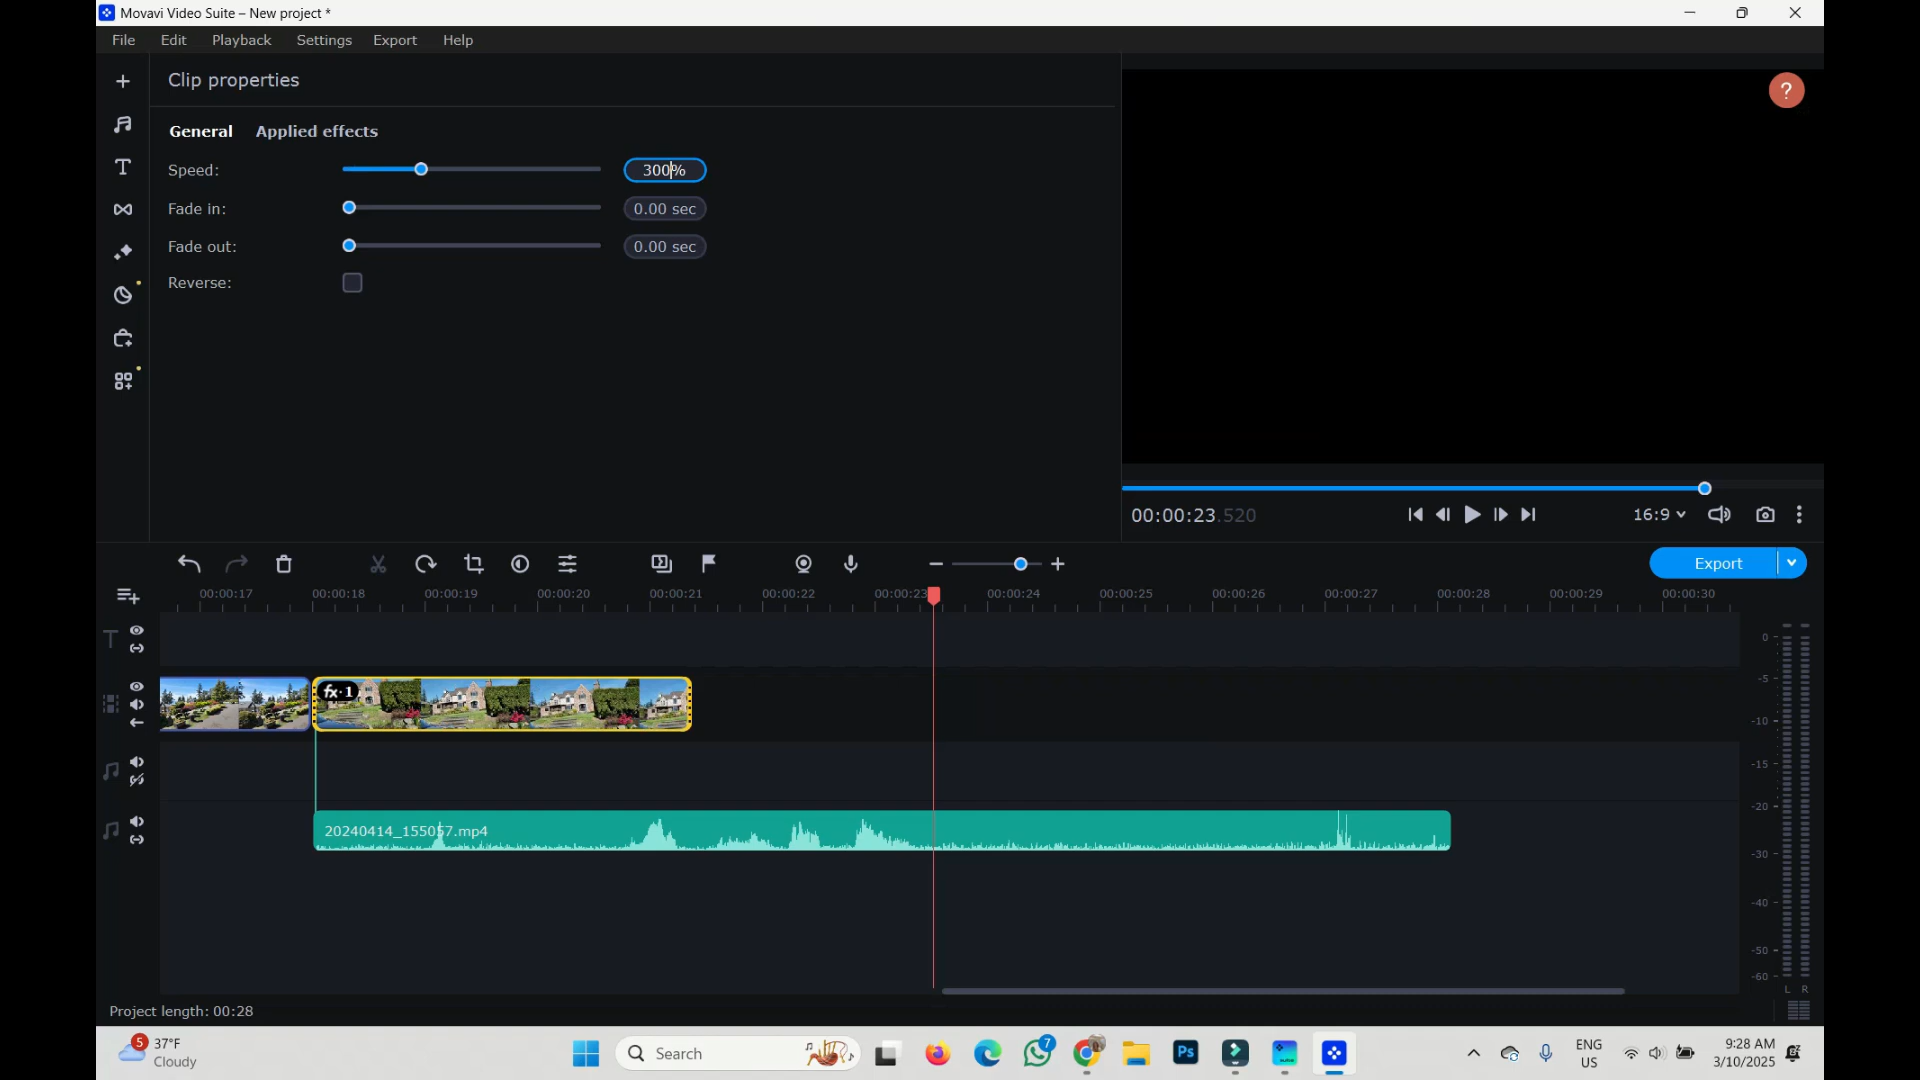 Movavi Video Suite – New project *
File Edit Playback Settings Export Help
Clip properties
?
General Applied effects
Speed: 300%
Fade in: 0.00 sec
Fade out: 0.00 sec
Reverse:
00:00:23.520
16:9
Export
00:00:17 00:00:18 00:00:19 00:00:20 00:00:21 00:00:22 00:00:23 00:00:24 00:00:25 00:00:26 00:00:27 00:00:28 00:00:29 00:00:30
0
-5
fx·1
-10
-15
-20
20240414_155057.mp4
-30
-40
-50
-60
L R
Project length: 00:28
5
37°F
Cloudy
Search
7
Ps
ENG
US
9:28 AM
3/10/2025